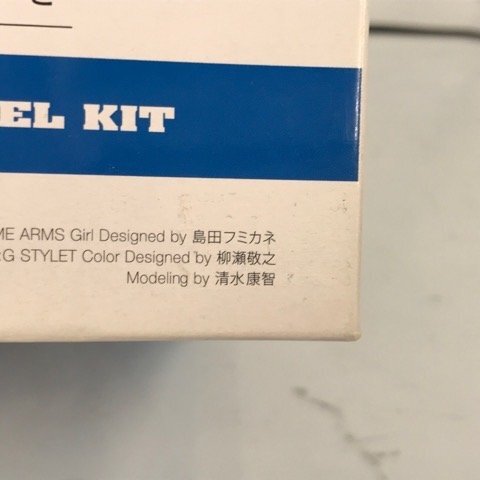 EL KIT
ME ARMS Girl Designed by 島田フミカネ
:G STYLET Color Designed by 柳瀬敬之
Modeling by 清水康智